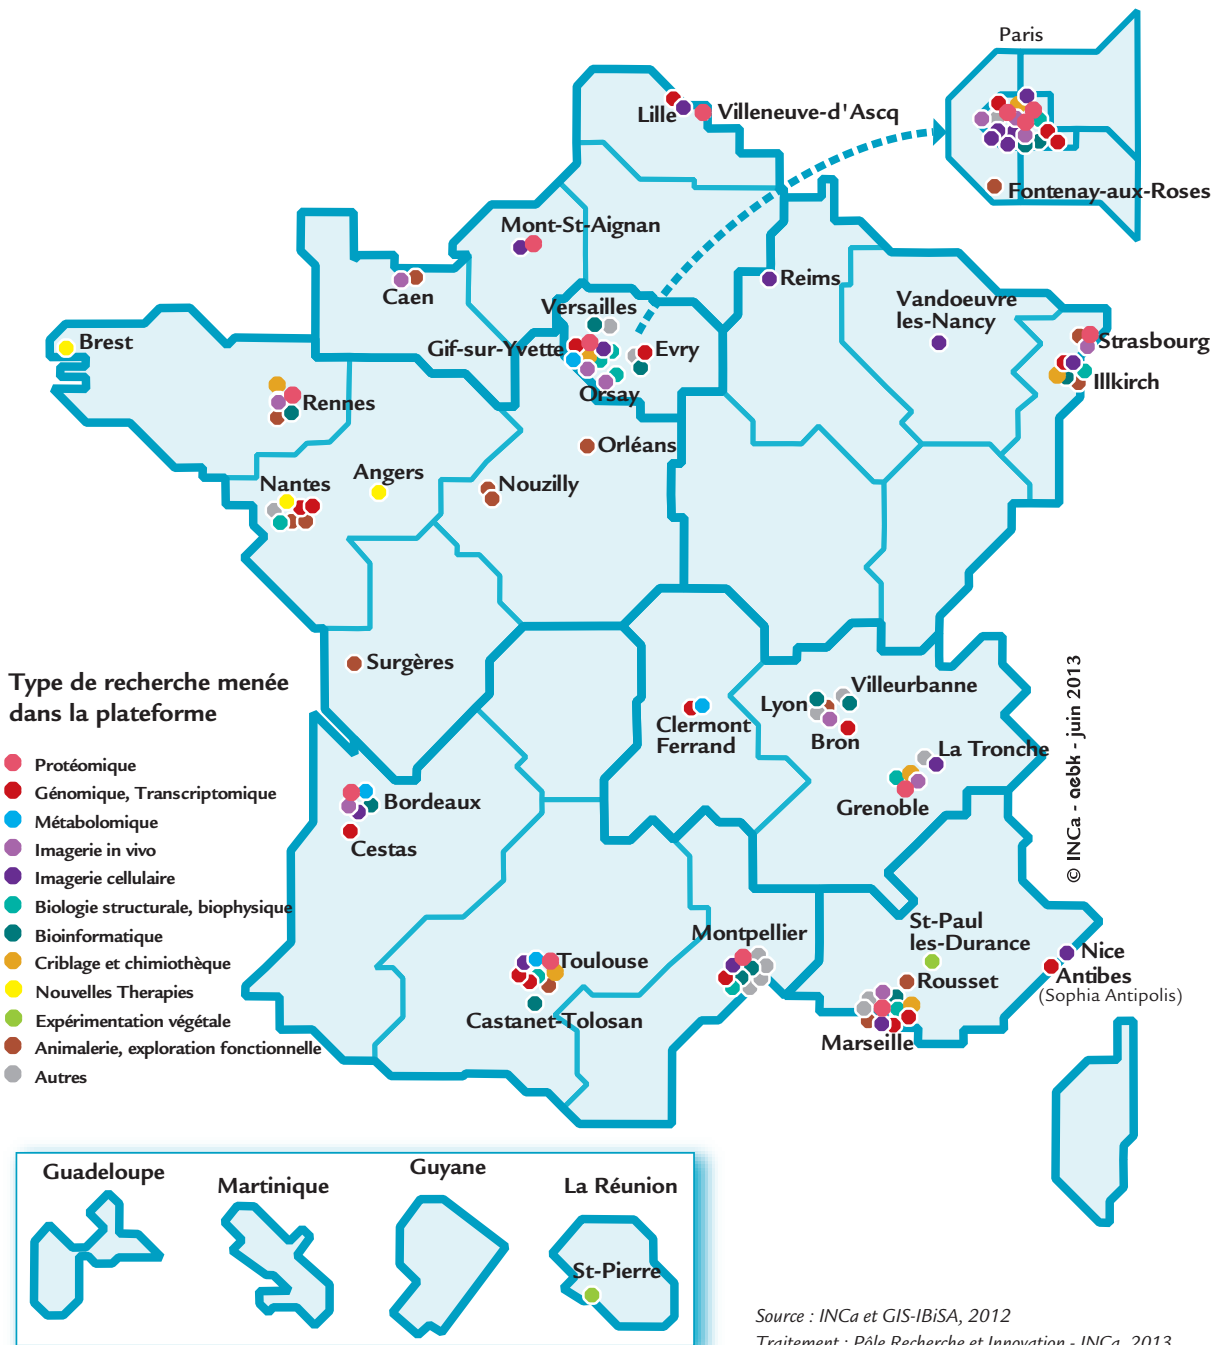 Paris
Lille
Villeneuve-d'Ascq
Fontenay-aux-Roses
Mont-St-Aignan
Caen
Reims
Versailles
Vandoeuvre
les-Nancy
Brest
Gif-sur-Yvette
Evry
Strasbourg
Illkirch
Orsay
Rennes
Orléans
Angers
Nantes
Nouzilly
Surgères
Type de recherche menée
dans la plateforme
Protéomique
Génomique, Transcriptomique
Métabolomique
Imagerie in vivo
Imagerie cellulaire
Biologie structurale, biophysique
Bioinformatique
Criblage et chimiothèque
Nouvelles Therapies
Expérimentation végétale
Animalerie, exploration fonctionnelle
Autres
Villeurbanne
Lyon
Clermont
Ferrand
Bron
La Tronche
Grenoble
Bordeaux
Cestas
© INCa - aebk - juin 2013
St-Paul
les-Durance
Montpellier
Nice
Toulouse
Antibes
(Sophia Antipolis)
Rousset
Castanet-Tolosan
Marseille
Guadeloupe
Martinique
Guyane
La Réunion
St-Pierre
Source : INCa et GIS-IBiSA, 2012
Traitement : Pôle Recherche et Innovation - INCa, 2013